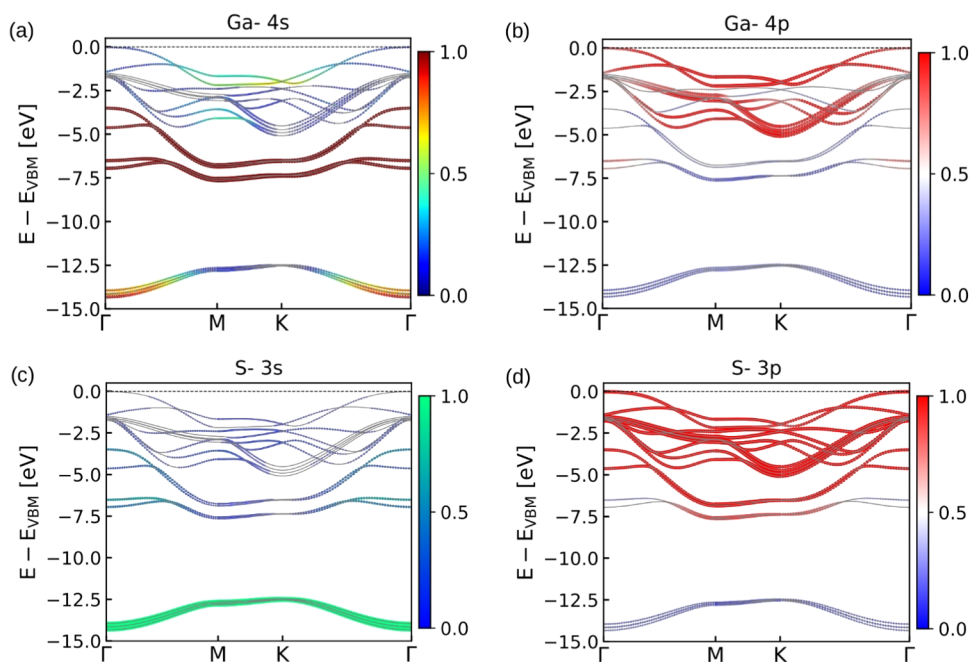 (a)
Ga- 4s
E − E_VBM [eV]
0.0
−2.5
−5.0
−7.5
−10.0
−12.5
−15.0
Γ M K Γ
1.0
0.5
0.0
(b)
Ga- 4p
E − E_VBM [eV]
0.0
−2.5
−5.0
−7.5
−10.0
−12.5
−15.0
Γ M K Γ
1.0
0.5
0.0
(c)
S- 3s
E − E_VBM [eV]
0.0
−2.5
−5.0
−7.5
−10.0
−12.5
−15.0
Γ M K Γ
1.0
0.5
0.0
(d)
S- 3p
E − E_VBM [eV]
0.0
−2.5
−5.0
−7.5
−10.0
−12.5
−15.0
Γ M K Γ
1.0
0.5
0.0